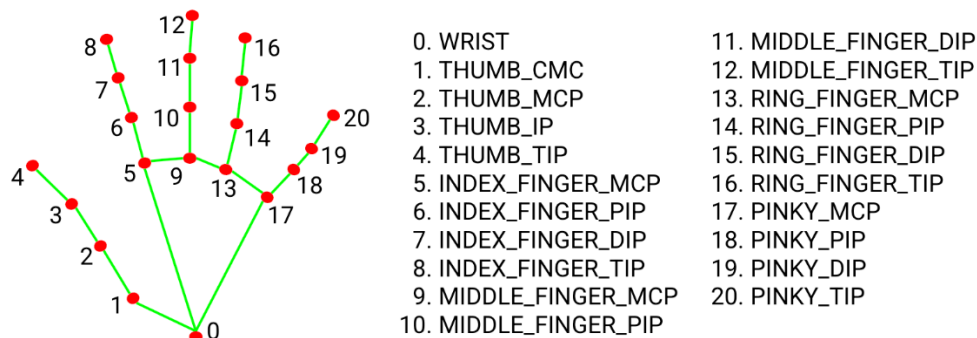 12
8
16
11
7
15
10
20
6
14
4
19
5
9
13
18
3
17
2
1
0
0. WRIST
1. THUMB_CMC
2. THUMB_MCP
3. THUMB_IP
4. THUMB_TIP
5. INDEX_FINGER_MCP
6. INDEX_FINGER_PIP
7. INDEX_FINGER_DIP
8. INDEX_FINGER_TIP
9. MIDDLE_FINGER_MCP
10. MIDDLE_FINGER_PIP
11. MIDDLE_FINGER_DIP
12. MIDDLE_FINGER_TIP
13. RING_FINGER_MCP
14. RING_FINGER_PIP
15. RING_FINGER_DIP
16. RING_FINGER_TIP
17. PINKY_MCP
18. PINKY_PIP
19. PINKY_DIP
20. PINKY_TIP